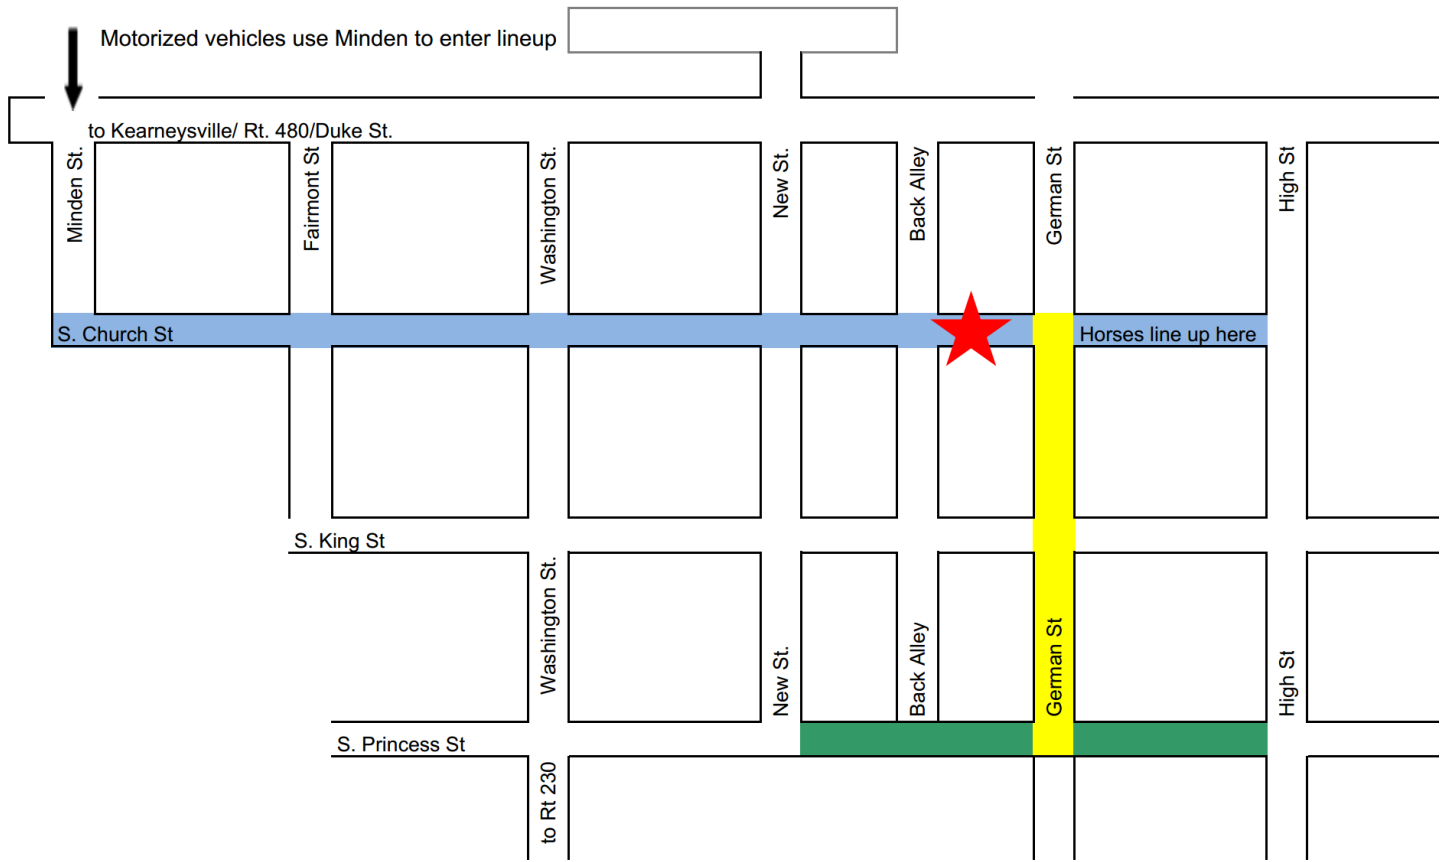 Motorized vehicles use Minden to enter lineup
to Kearneysville/ Rt. 480/Duke St.
Minden St.
Fairmont St
Washington St.
New St.
Back Alley
German St
High St
S. Church St
Horses line up here
S. King St
Washington St.
New St.
Back Alley
German St
High St
S. Princess St
to Rt 230